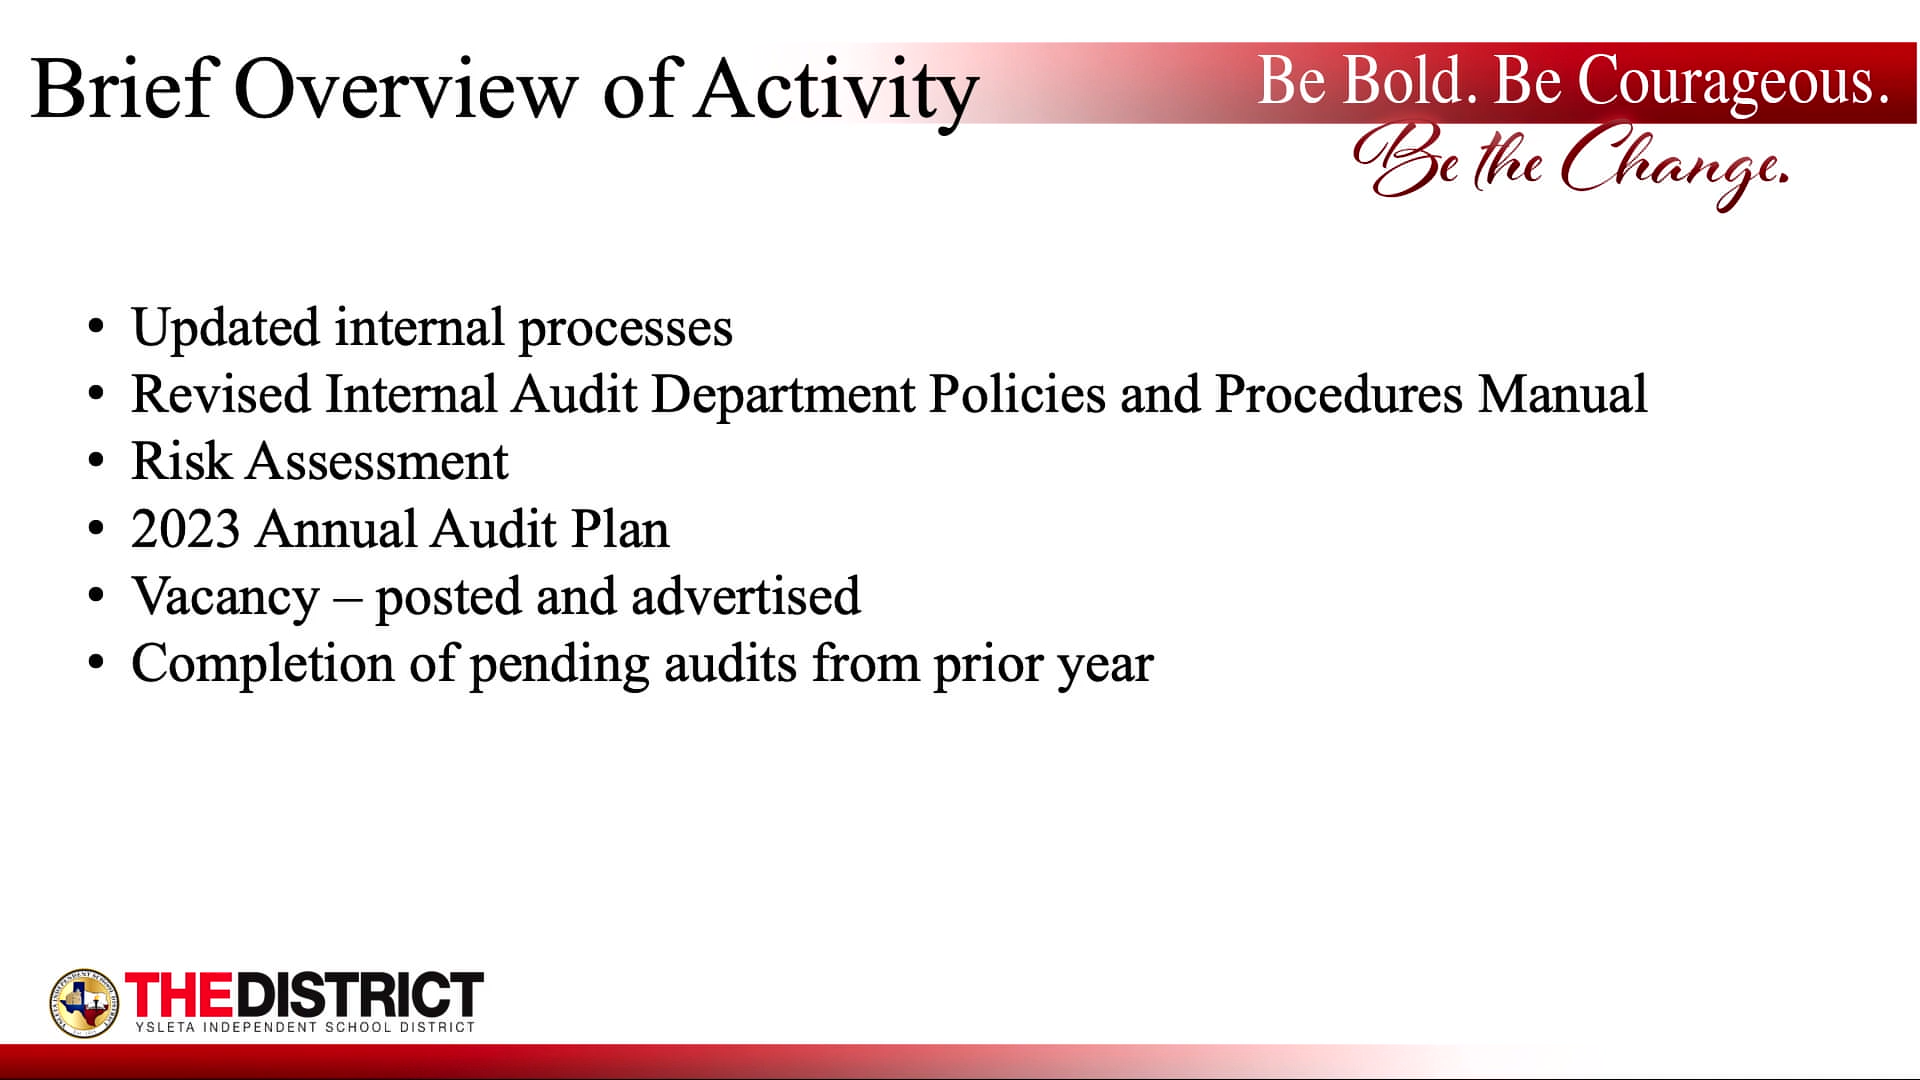 Brief Overview of Activity
Be Bold. Be Courageous.
Be the Change.
• Updated internal processes
• Revised Internal Audit Department Policies and Procedures Manual
• Risk Assessment
• 2023 Annual Audit Plan
• Vacancy – posted and advertised
• Completion of pending audits from prior year
THEDISTRICT
YSLETA INDEPENDENT SCHOOL DISTRICT